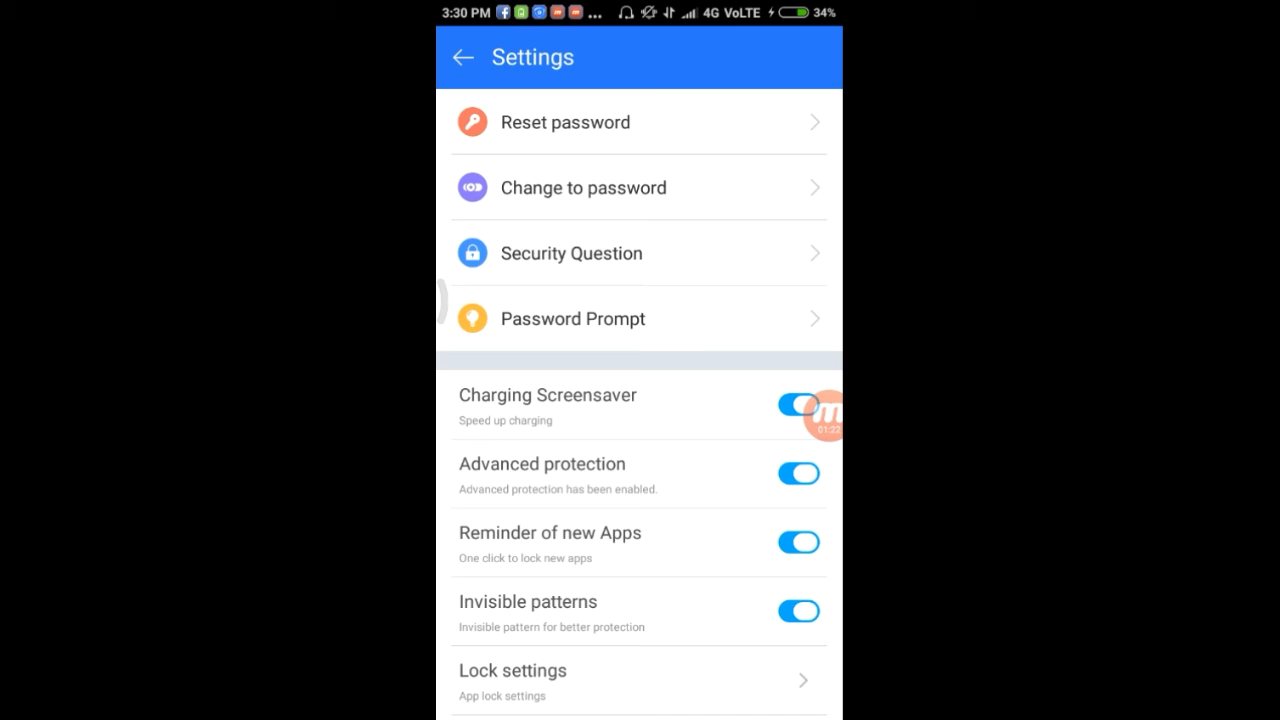 3:30 PM ... 4G VoLTE 34%
Settings
Reset password
Change to password
Security Question
Password Prompt
Charging Screensaver
Speed up charging
01:22
Advanced protection
Advanced protection has been enabled.
Reminder of new Apps
One click to lock new apps
Invisible patterns
Invisible pattern for better protection
Lock settings
App lock settings